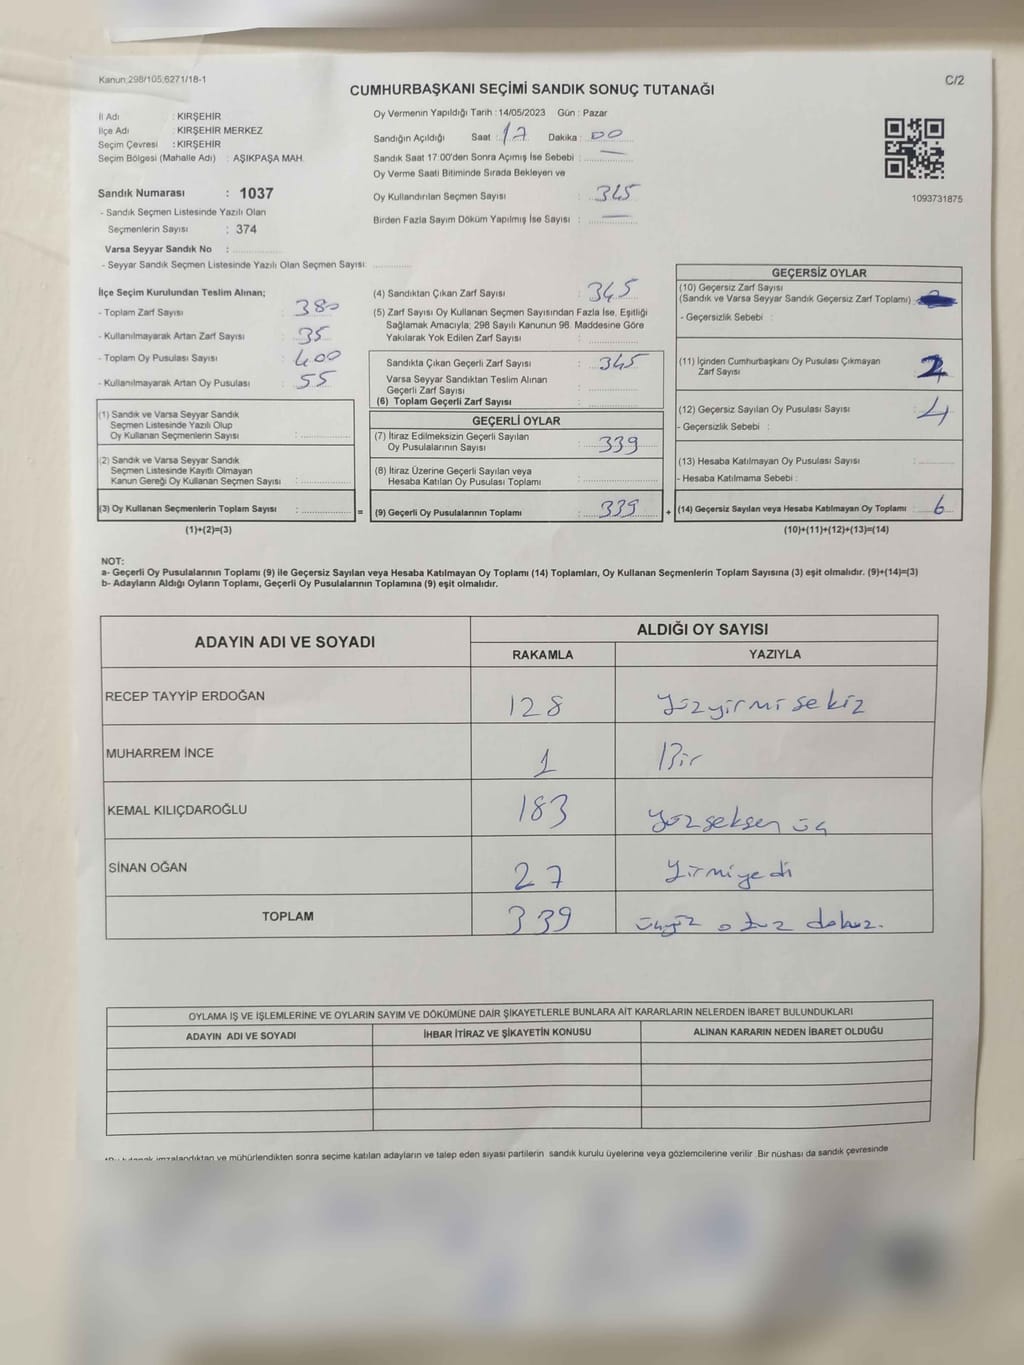 Kanun 298/105,6271/18-1
C/2
CUMHURBAŞKANI SEÇİMİ SANDIK SONUÇ TUTANAĞI
İl Adı : KIRŞEHİR
İlçe Adı : KIRŞEHİR MERKEZ
Seçim Çevresi : KIRŞEHİR
Seçim Bölgesi (Mahalle Adı) : AŞIKPAŞA MAH.
Sandık Numarası : 1037
- Sandık Seçmen Listesinde Yazılı Olan
Seçmenlerin Sayısı : 374
Varsa Seyyar Sandık No :
- Seyyar Sandık Seçmen Listesinde Yazılı Olan Seçmen Sayısı:
Oy Vermenin Yapıldığı Tarih : 14/05/2023 Gün : Pazar
Sandığın Açıldığı Saat : 17 Dakika : 00
Sandık Saat 17:00'den Sonra Açımış İse Sebebi : —
Oy Verme Saati Bitiminde Sırada Bekleyen ve
Oy Kullandırılan Seçmen Sayısı : 345
Birden Fazla Sayım Döküm Yapılmış İse Sayısı : —
1093731875
İlçe Seçim Kurulundan Teslim Alınan;
- Toplam Zarf Sayısı : 380
- Kullanılmayarak Artan Zarf Sayısı : 35
- Toplam Oy Pusulası Sayısı : 400
- Kullanılmayarak Artan Oy Pusulası : 55
(1) Sandık ve Varsa Seyyar Sandık
Seçmen Listesinde Yazılı Olup
Oy Kullanan Seçmenlerin Sayısı :
(2) Sandık ve Varsa Seyyar Sandık
Seçmen Listesinde Kayıtlı Olmayan
Kanun Gereği Oy Kullanan Seçmen Sayısı :
(3) Oy Kullanan Seçmenlerin Toplam Sayısı : =
(1)+(2)=(3)
(4) Sandıktan Çıkan Zarf Sayısı : 345
(5) Zarf Sayısı Oy Kullanan Seçmen Sayısından Fazla İse, Eşitliği
Sağlamak Amacıyla; 298 Sayılı Kanunun 98. Maddesine Göre
Yakılarak Yok Edilen Zarf Sayısı :
Sandıkta Çıkan Geçerli Zarf Sayısı : 345
Varsa Seyyar Sandıktan Teslim Alınan
Geçerli Zarf Sayısı :
(6) Toplam Geçerli Zarf Sayısı :
GEÇERLİ OYLAR
(7) İtiraz Edilmeksizin Geçerli Sayılan
Oy Pusulalarının Sayısı : 339
(8) İtiraz Üzerine Geçerli Sayılan veya
Hesaba Katılan Oy Pusulası Toplamı :
(9) Geçerli Oy Pusulalarının Toplamı : 339 +
GEÇERSİZ OYLAR
(10) Geçersiz Zarf Sayısı
(Sandık ve Varsa Seyyar Sandık Geçersiz Zarf Toplamı) :
- Geçersizlik Sebebi :
(11) İçinden Cumhurbaşkanı Oy Pusulası Çıkmayan
Zarf Sayısı : 2
(12) Geçersiz Sayılan Oy Pusulası Sayısı : 4
- Geçersizlik Sebebi :
(13) Hesaba Katılmayan Oy Pusulası Sayısı :
- Hesaba Katılmama Sebebi :
(14) Geçersiz Sayılan veya Hesaba Katılmayan Oy Toplamı : 6
(10)+(11)+(12)+(13)=(14)
NOT:
a- Geçerli Oy Pusulalarının Toplamı (9) ile Geçersiz Sayılan veya Hesaba Katılmayan Oy Toplamı (14) Toplamları, Oy Kullanan Seçmenlerin Toplam Sayısına (3) eşit olmalıdır. (9)+(14)=(3)
b- Adayların Aldığı Oyların Toplamı, Geçerli Oy Pusulalarının Toplamına (9) eşit olmalıdır.
ADAYIN ADI VE SOYADI
ALDIĞI OY SAYISI
RAKAMLA YAZIYLA
RECEP TAYYİP ERDOĞAN 128 Yüzyirmi sekiz
MUHARREM İNCE 1 Bir
KEMAL KILIÇDAROĞLU 183 Yüzseksen üç
SİNAN OĞAN 27 Yirmiyedi
TOPLAM 339 üçyüz otuz dokuz.
OYLAMA İŞ VE İŞLEMLERİNE VE OYLARIN SAYIM VE DÖKÜMÜNE DAİR ŞİKAYETLERLE BUNLARA AİT KARARLARIN NELERDEN İBARET BULUNDUKLARI
ADAYIN ADI VE SOYADI İHBAR İTİRAZ VE ŞİKAYETİN KONUSU ALINAN KARARIN NEDEN İBARET OLDUĞU
imzalandıktan ve mühürlendikten sonra seçime katılan adayların ve talep eden siyasi partilerin sandık kurulu üyelerine veya gözlemcilerine verilir Bir nüshası da sandık çevresinde